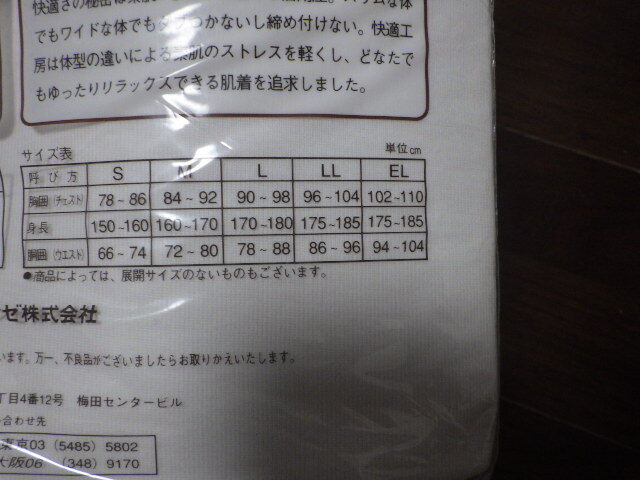 快適さの秘密は素肌
スリムな体
でもワイドな体でもダブつかないし締め付けない。快適工
房は体型の違いによる素肌のストレスを軽くし、どなたで
もゆったりリラックスできる肌着を追求しました。
サイズ表 単位cm
呼び方 S M L LL EL
胸囲(チェスト) 78~86 84~92 90~98 96~104 102~110
身長 150~160 160~170 170~180 175~185 175~185
胴囲(ウエスト) 66~74 72~80 78~88 86~96 94~104
●商品によっては、展開サイズのないものもございます。
ゼ株式会社
います。万一、不良品がございましたらお取りかえいたします。
丁目4番12号 梅田センタービル
い合わせ先
東京03(5485)5802
大阪06(348)9170